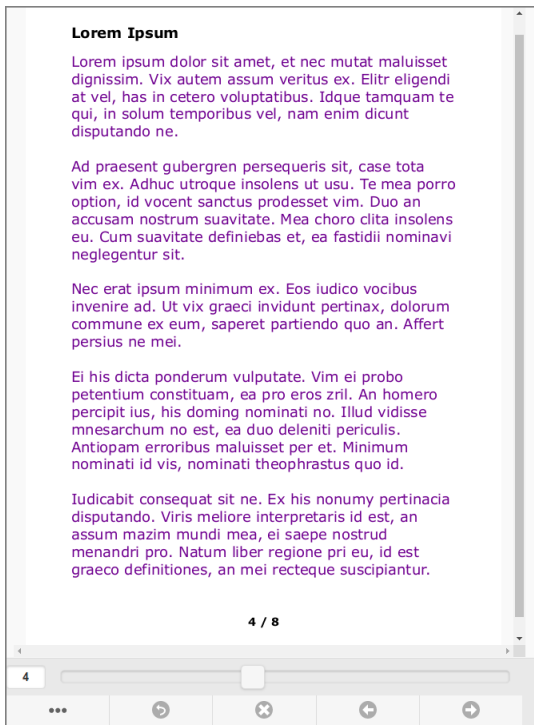 Lorem Ipsum
Lorem ipsum dolor sit amet, et nec mutat maluisset
dignissim. Vix autem assum veritus ex. Elitr eligendi
at vel, has in cetero voluptatibus. Idque tamquam te
qui, in solum temporibus vel, nam enim dicunt
disputando ne.
Ad praesent gubergren persequeris sit, case tota
vim ex. Adhuc utroque insolens ut usu. Te mea porro
option, id vocent sanctus prodesset vim. Duo an
accusam nostrum suavitate. Mea choro clita insolens
eu. Cum suavitate definiebas et, ea fastidii nominavi
neglegentur sit.
Nec erat ipsum minimum ex. Eos iudico vocibus
invenire ad. Ut vix graeci invidunt pertinax, dolorum
commune ex eum, saperet partiendo quo an. Affert
persius ne mei.
Ei his dicta ponderum vulputate. Vim ei probo
petentium constituam, ea pro eros zril. An homero
percipit ius, his doming nominati no. Illud vidisse
mnesarchum no est, ea duo deleniti periculis.
Antiopam erroribus maluisset per et. Minimum
nominati id vis, nominati theophrastus quo id.
Iudicabit consequat sit ne. Ex his nonumy pertinacia
disputando. Viris meliore interpretaris id est, an
assum mazim mundi mea, ei saepe nostrud
menandri pro. Natum liber regione pri eu, id est
graeco definitiones, an mei recteque suscipiantur.
4 / 8
4